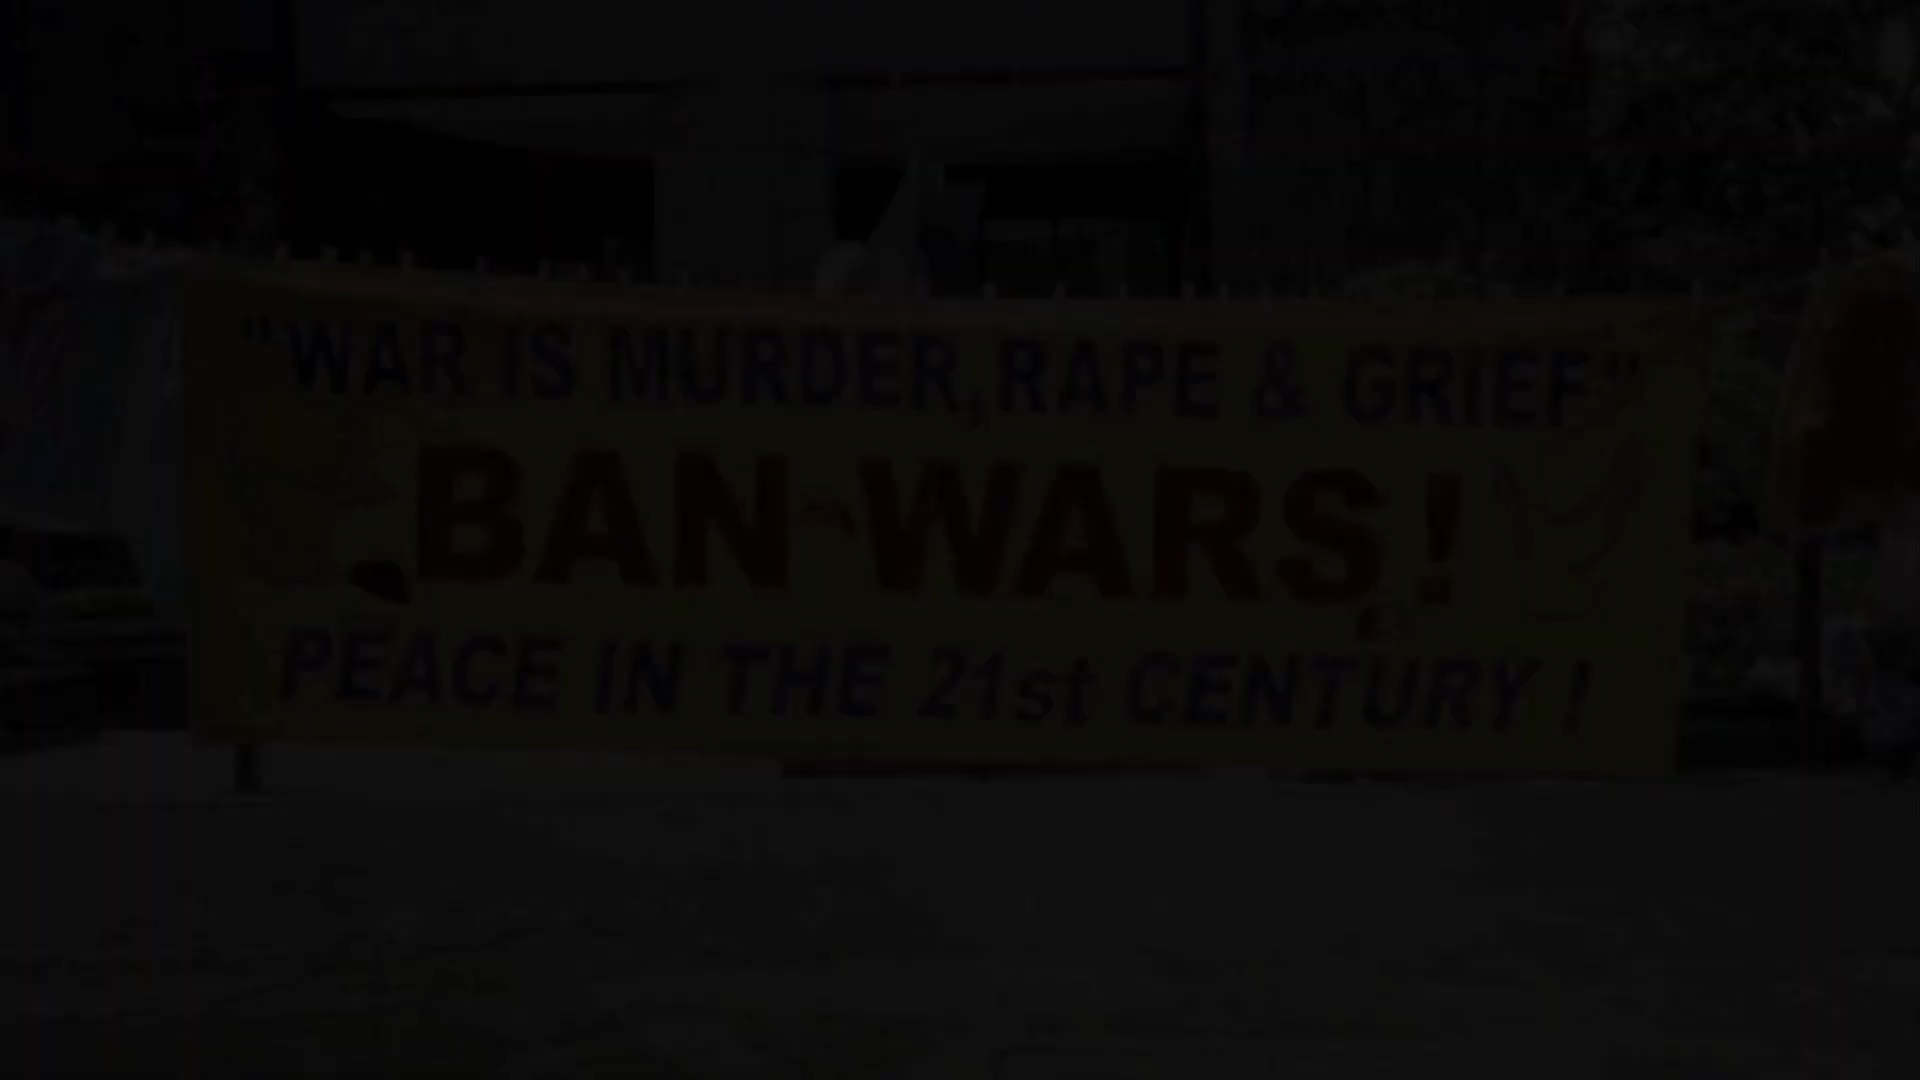 "WAR IS MURDER, RAPE & GRIEF"
BAN WARS!
PEACE IN THE 21st CENTURY !